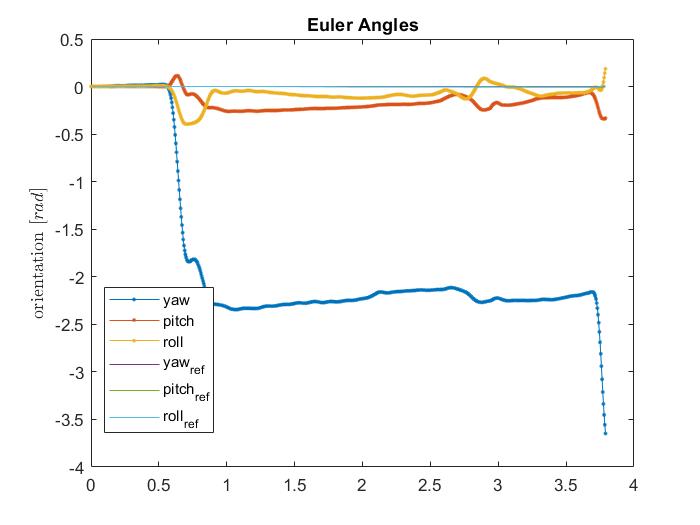 Euler Angles
orientation [rad]
0.5
0
-0.5
-1
-1.5
-2
-2.5
-3
-3.5
-4
yaw
pitch
roll
yaw_ref
pitch_ref
roll_ref
0 0.5 1 1.5 2 2.5 3 3.5 4